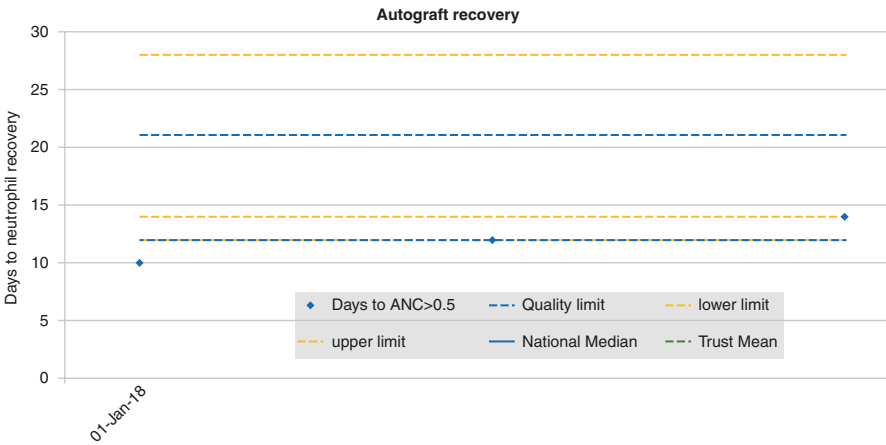 Autograft recovery
30
25
20
15
10
5
0
Days to neutrophil recovery
Days to ANC>0.5 Quality limit lower limit
upper limit National Median Trust Mean
01-Jan-18